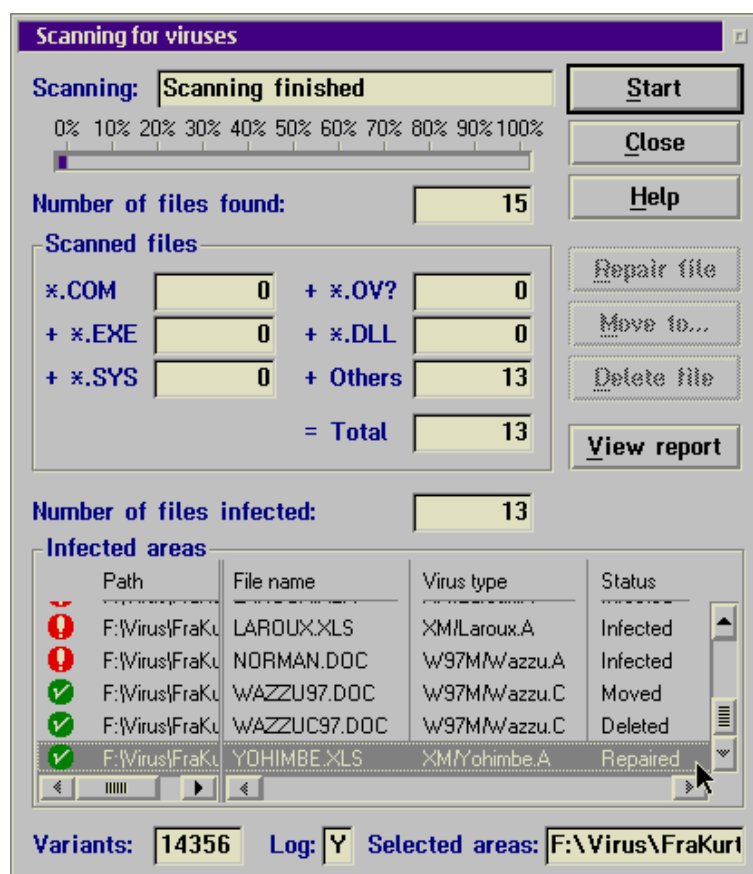 Scanning for viruses
Scanning: Scanning finished
Start
0% 10% 20% 30% 40% 50% 60% 70% 80% 90% 100%
Close
Number of files found: 15
Help
Scanned files
*.COM 0 + *.OV? 0
Repair file
+ *.EXE 0 + *.DLL 0
Move to...
+ *.SYS 0 + Others 13
Delete file
= Total 13
View report
Number of files infected: 13
Infected areas
Path File name Virus type Status
F:\Virus\FraKu LAROUX.XLS XM/Laroux.A Infected
F:\Virus\FraKu NORMAN.DOC W97M/Wazzu.A Infected
F:\Virus\FraKu WAZZU97.DOC W97M/Wazzu.C Moved
F:\Virus\FraKu WAZZUC97.DOC W97M/Wazzu.C Deleted
F:\Virus\FraKu YOHIMBE.XLS XM/Yohimbe.A Repaired
Variants: 14356 Log: Y Selected areas: F:\Virus\FraKurt